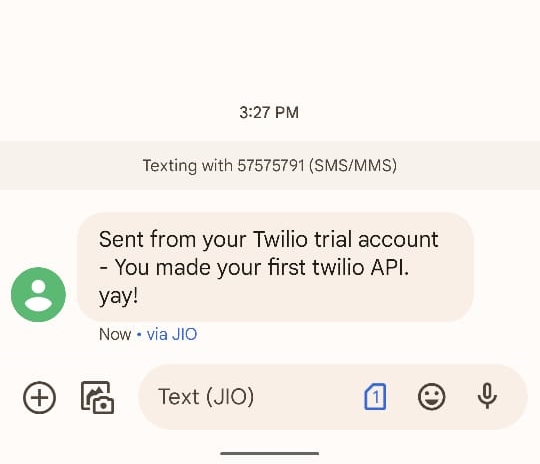 3:27 PM
Texting with 57575791 (SMS/MMS)
Sent from your Twilio trial account
- You made your first twilio API.
yay!
Now • via JIO
Text (JIO)
1